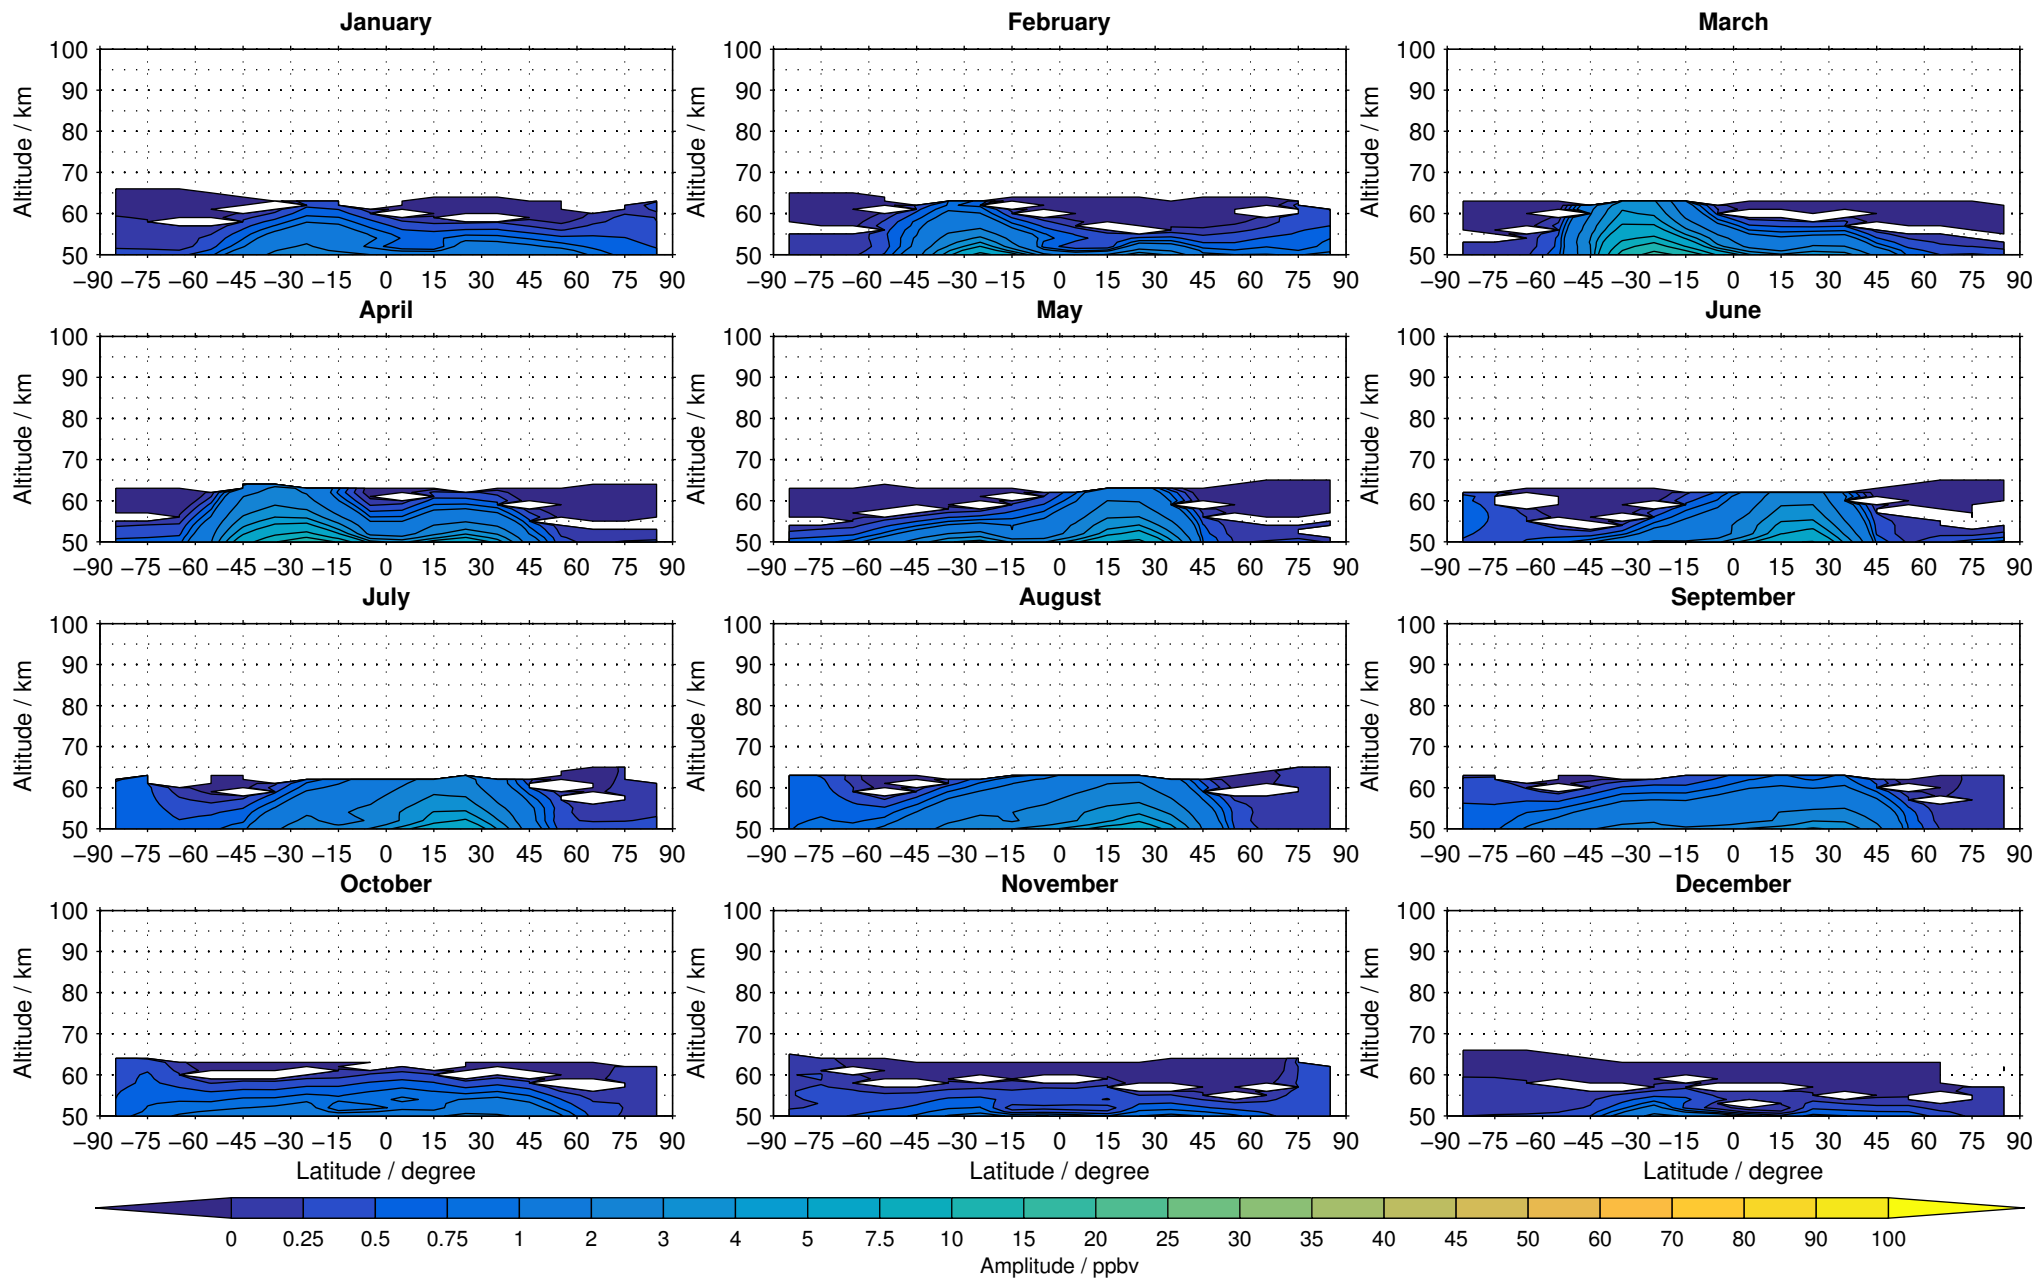 January February March
100 100 100
90 90 90
80 80 80
70 70 70
60 60 60
50 50 50
Altitude / km Altitude / km Altitude / km
−90 −75 −60 −45 −30 −15 0 15 30 45 60 75 90 −90 −75 −60 −45 −30 −15 0 15 30 45 60 75 90 −90 −75 −60 −45 −30 −15 0 15 30 45 60 75 90
April May June
100 100 100
90 90 90
80 80 80
70 70 70
60 60 60
50 50 50
Altitude / km Altitude / km Altitude / km
−90 −75 −60 −45 −30 −15 0 15 30 45 60 75 90 −90 −75 −60 −45 −30 −15 0 15 30 45 60 75 90 −90 −75 −60 −45 −30 −15 0 15 30 45 60 75 90
July August September
100 100 100
90 90 90
80 80 80
70 70 70
60 60 60
50 50 50
Altitude / km Altitude / km Altitude / km
−90 −75 −60 −45 −30 −15 0 15 30 45 60 75 90 −90 −75 −60 −45 −30 −15 0 15 30 45 60 75 90 −90 −75 −60 −45 −30 −15 0 15 30 45 60 75 90
October November December
100 100 100
90 90 90
80 80 80
70 70 70
60 60 60
50 50 50
Altitude / km Altitude / km Altitude / km
−90 −75 −60 −45 −30 −15 0 15 30 45 60 75 90 −90 −75 −60 −45 −30 −15 0 15 30 45 60 75 90 −90 −75 −60 −45 −30 −15 0 15 30 45 60 75 90
Latitude / degree Latitude / degree Latitude / degree
0 0.25 0.5 0.75 1 2 3 4 5 7.5 10 15 20 25 30 35 40 45 50 60 70 80 90 100
Amplitude / ppbv